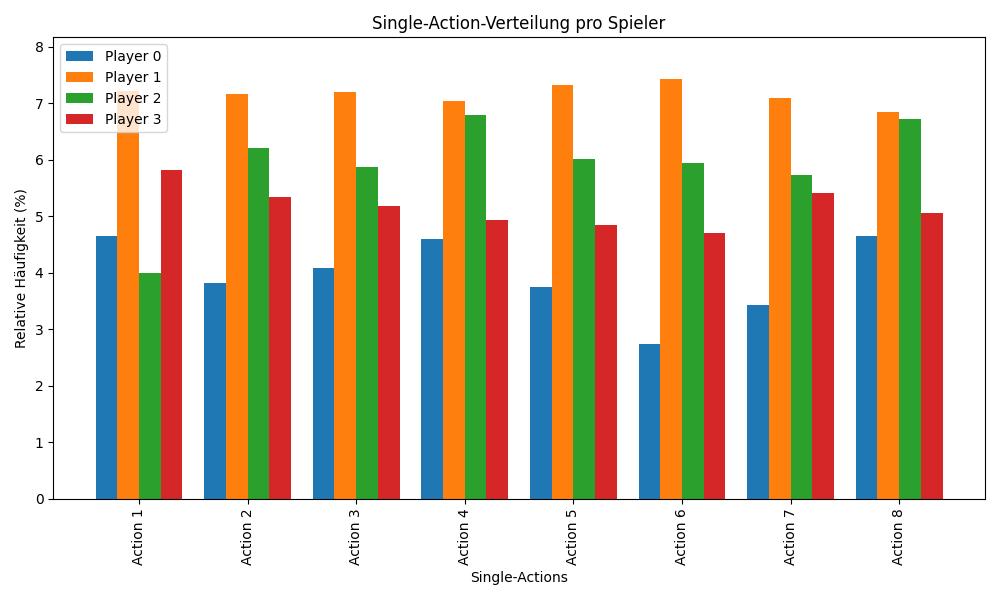 Single-Action-Verteilung pro Spieler
Player 0
Player 1
Player 2
Player 3
Relative Häufigkeit (%)
8
7
6
5
4
3
2
1
0
Action 1
Action 2
Action 3
Action 4
Action 5
Action 6
Action 7
Action 8
Single-Actions